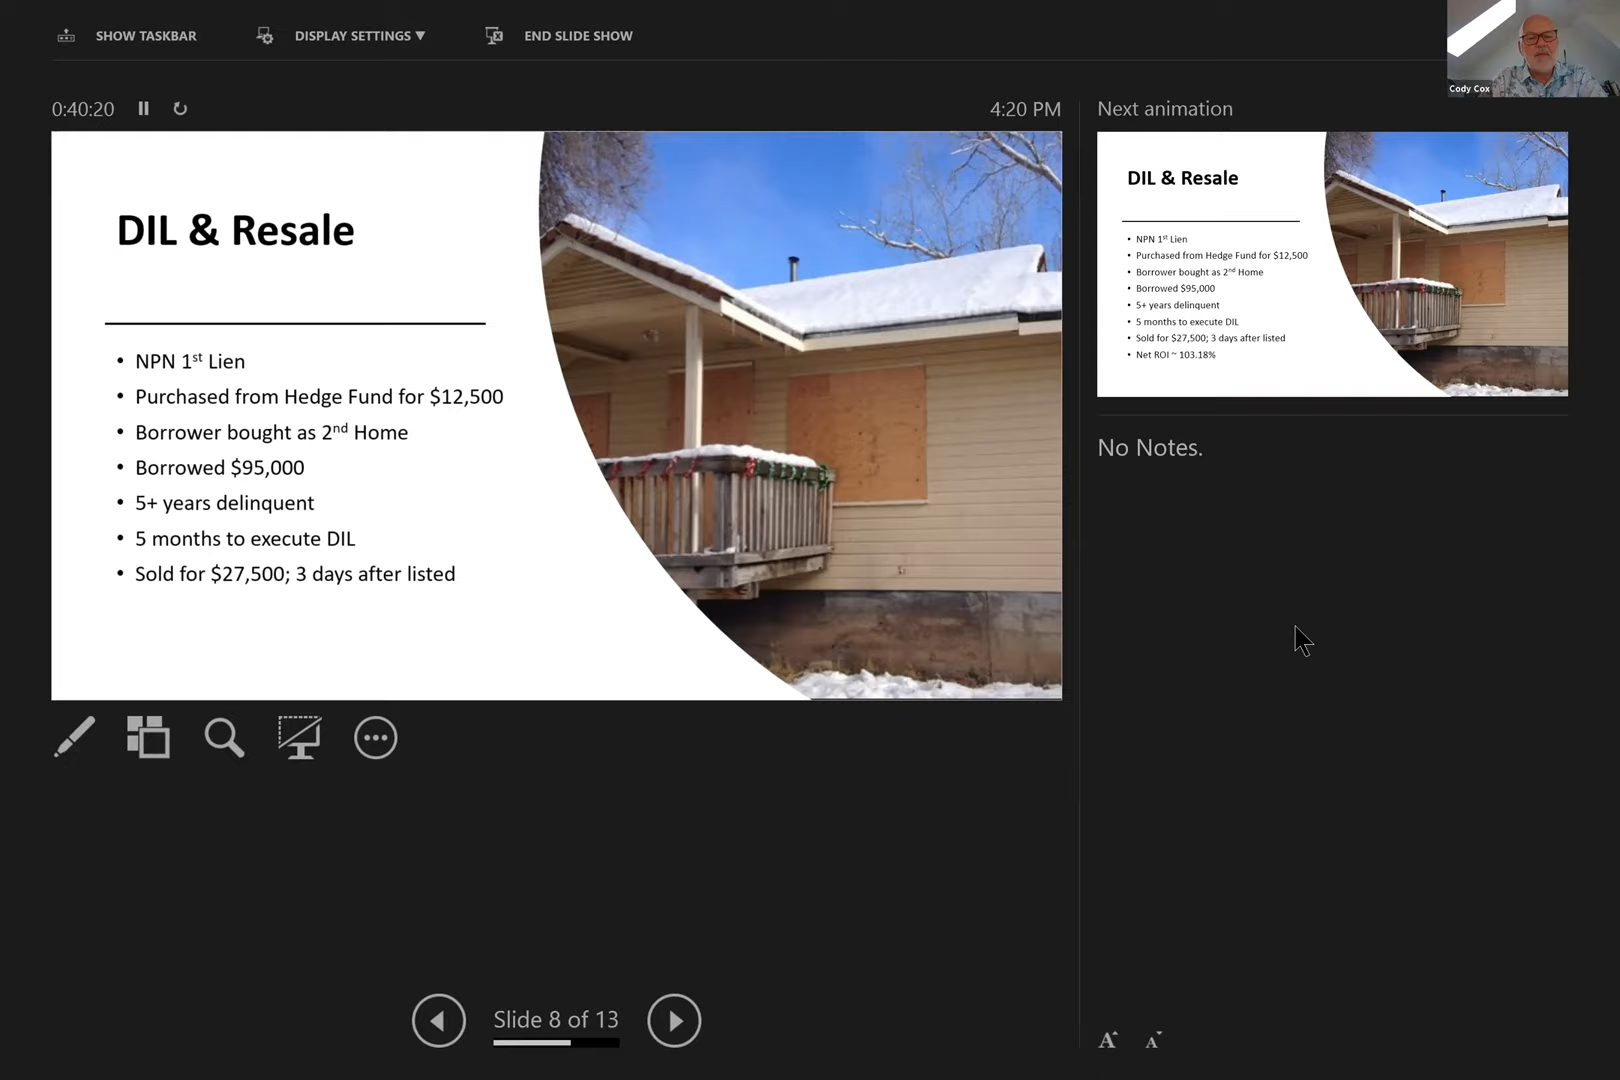 SHOW TASKBAR
DISPLAY SETTINGS ▼
END SLIDE SHOW
Cody Cox
0:40:20
4:20 PM
DIL & Resale
• NPN 1st Lien
• Purchased from Hedge Fund for $12,500
• Borrower bought as 2nd Home
• Borrowed $95,000
• 5+ years delinquent
• 5 months to execute DIL
• Sold for $27,500; 3 days after listed
Slide 8 of 13
Next animation
DIL & Resale
• NPN 1st Lien
• Purchased from Hedge Fund for $12,500
• Borrower bought as 2nd Home
• Borrowed $95,000
• 5+ years delinquent
• 5 months to execute DIL
• Sold for $27,500; 3 days after listed
• Net ROI ~ 103.18%
No Notes.
A A